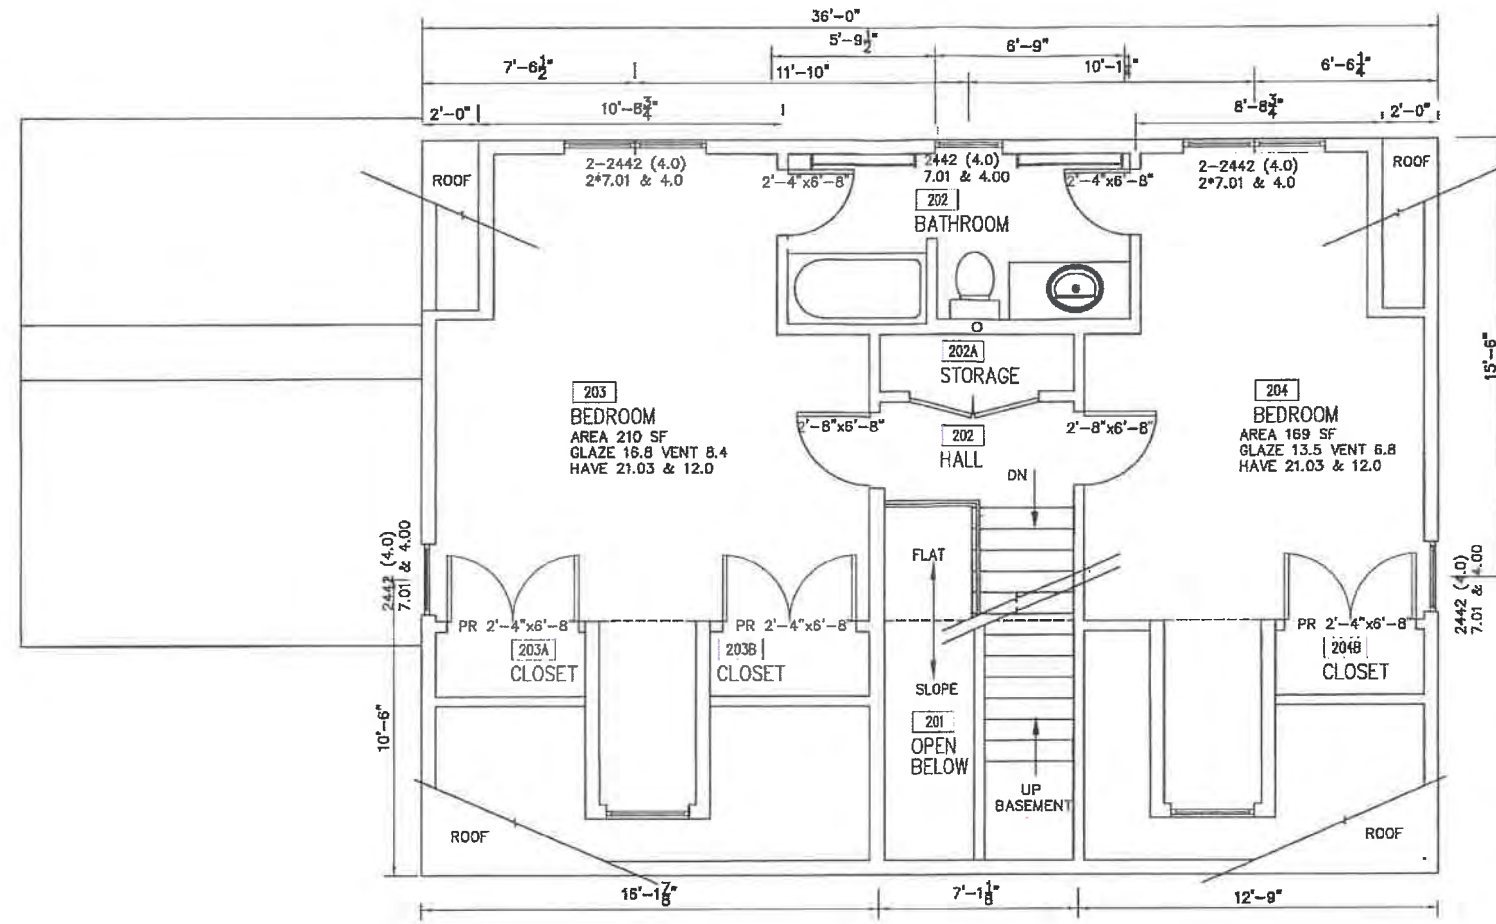 36'-0"
5'-9 1/2"
6'-9"
7'-6 1/2"
11'-10"
6'-6 1/4"
2'-0"
10'-8 3/4"
8'-8 3/4"
2'-0"
ROOF
2-2442 (4.0)
2*7.01 & 4.0
2'-4"x6'-8"
2442 (4.0)
7.01 & 4.00
2'-4"x6'-8"
2-2442 (4.0)
2*7.01 & 4.0
ROOF
202
BATHROOM
15'-6"
202A
STORAGE
203
BEDROOM
AREA 210 SF
GLAZE 16.8 VENT 8.4
HAVE 21.03 & 12.0
2'-8"x6'-8"
202
HALL
2'-8"x6'-8"
204
BEDROOM
AREA 169 SF
GLAZE 13.5 VENT 6.8
HAVE 21.03 & 12.0
DN
2442 (4.0)
7.01 & 4.00
FLAT
2442 (4.0)
7.01 & 4.00
PR 2'-4"x6'-8
203A
CLOSET
PR 2'-4"x6'-8
203B
CLOSET
PR 2'-4"x6'-8
204B
CLOSET
SLOPE
201
OPEN
BELOW
10'-6"
UP
BASEMENT
ROOF
ROOF
7'-1 1/8"
12'-9"